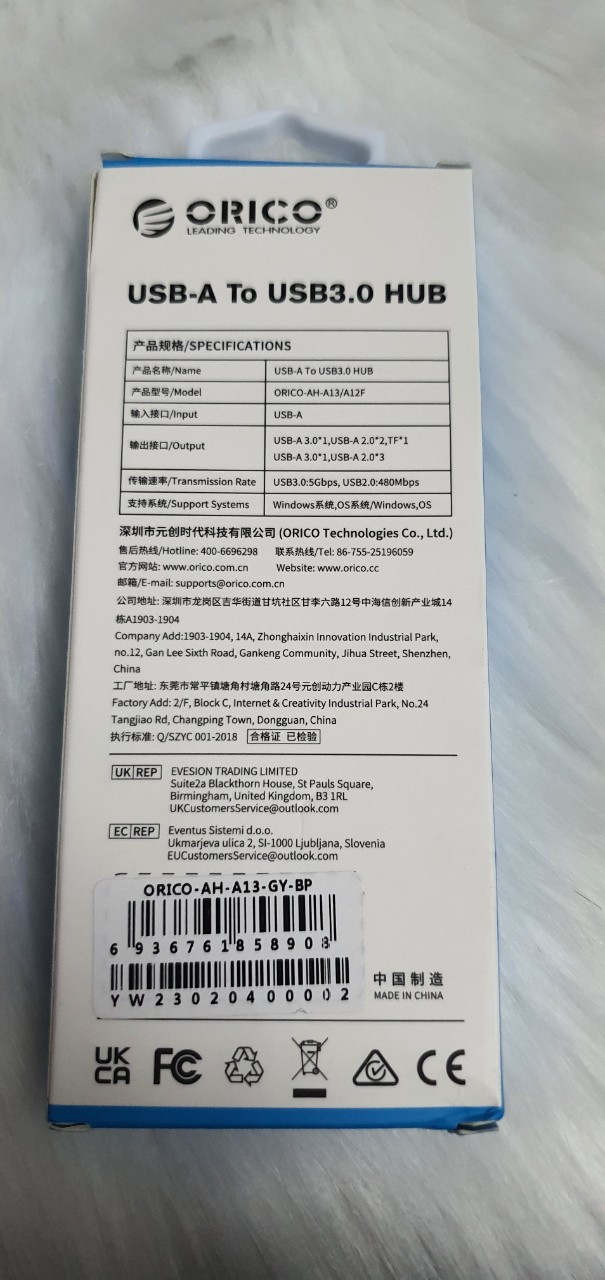 ORICO®
LEADING TECHNOLOGY
USB-A To USB3.0 HUB
产品规格/SPECIFICATIONS
产品名称/Name USB-A To USB3.0 HUB
产品型号/Model ORICO-AH-A13/A12F
输入接口/Input USB-A
输出接口/Output USB-A 3.0*1,USB-A 2.0*2,TF*1
USB-A 3.0*1,USB-A 2.0*3
传输速率/Transmission Rate USB3.0:5Gbps, USB2.0:480Mbps
支持系统/Support Systems Windows系统,OS系统/Windows,OS
深圳市元创时代科技有限公司 (ORICO Technologies Co., Ltd.)
售后热线/Hotline: 400-6696298 联系热线/Tel: 86-755-25196059
官方网站: www.orico.com.cn Website: www.orico.cc
邮箱/E-mail: supports@orico.com.cn
公司地址: 深圳市龙岗区吉华街道甘坑社区甘李六路12号中海信创新产业城14
栋A1903-1904
Company Add:1903-1904, 14A, Zhonghaixin Innovation Industrial Park,
no.12, Gan Lee Sixth Road, Gankeng Community, Jihua Street, Shenzhen,
China
工厂地址: 东莞市常平镇塘角村塘角路24号元创动力产业园C栋2楼
Factory Add: 2/F, Block C, Internet & Creativity Industrial Park, No.24
Tangjiao Rd, Changping Town, Dongguan, China
执行标准: Q/SZYC 001-2018 合格证 已检验
UK REP EVESION TRADING LIMITED
Suite2a Blackthorn House, St Pauls Square,
Birmingham, United Kingdom, B3 1RL
UKCustomersService@outlook.com
EC REP Eventus Sistemi d.o.o.
Ukmarjeva ulica 2, SI-1000 Ljubljana, Slovenia
EUCustomersService@outlook.com
ORICO-AH-A13-GY-BP
6 936761 858908
YW23020400002
中国制造
MADE IN CHINA
UK
CA FC CE